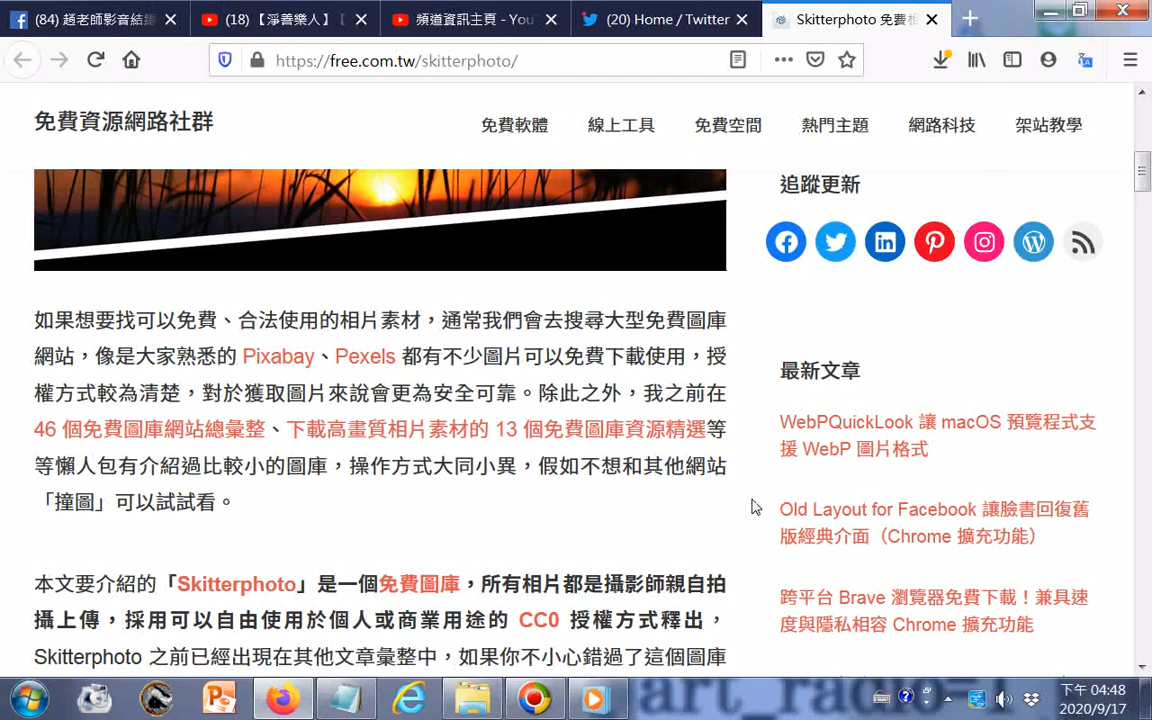 (84) 趙老師影音結緣
(18)【淨善樂人】【
頻道資訊主頁 - You
(20) Home / Twitter
Skitterphoto 免費相
https://free.com.tw/skitterphoto/
免費資源網路社群
免費軟體 線上工具 免費空間 熱門主題 網路科技 架站教學
如果想要找可以免費、合法使用的相片素材，通常我們會去搜尋大型免費圖庫
網站，像是大家熟悉的 Pixabay、Pexels 都有不少圖片可以免費下載使用，授
權方式較為清楚，對於獲取圖片來說會更為安全可靠。除此之外，我之前在
46 個免費圖庫網站總彙整、下載高畫質相片素材的 13 個免費圖庫資源精選等
等懶人包有介紹過比較小的圖庫，操作方式大同小異，假如不想和其他網站
「撞圖」可以試試看。
本文要介紹的「Skitterphoto」是一個免費圖庫，所有相片都是攝影師親自拍
攝上傳，採用可以自由使用於個人或商業用途的 CC0 授權方式釋出，
Skitterphoto 之前已經出現在其他文章彙整中，如果你不小心錯過了這個圖庫
追蹤更新
最新文章
WebPQuickLook 讓 macOS 預覽程式支
援 WebP 圖片格式
Old Layout for Facebook 讓臉書回復舊
版經典介面（Chrome 擴充功能）
跨平台 Brave 瀏覽器免費下載！兼具速
度與隱私相容 Chrome 擴充功能
下午 04:48
2020/9/17